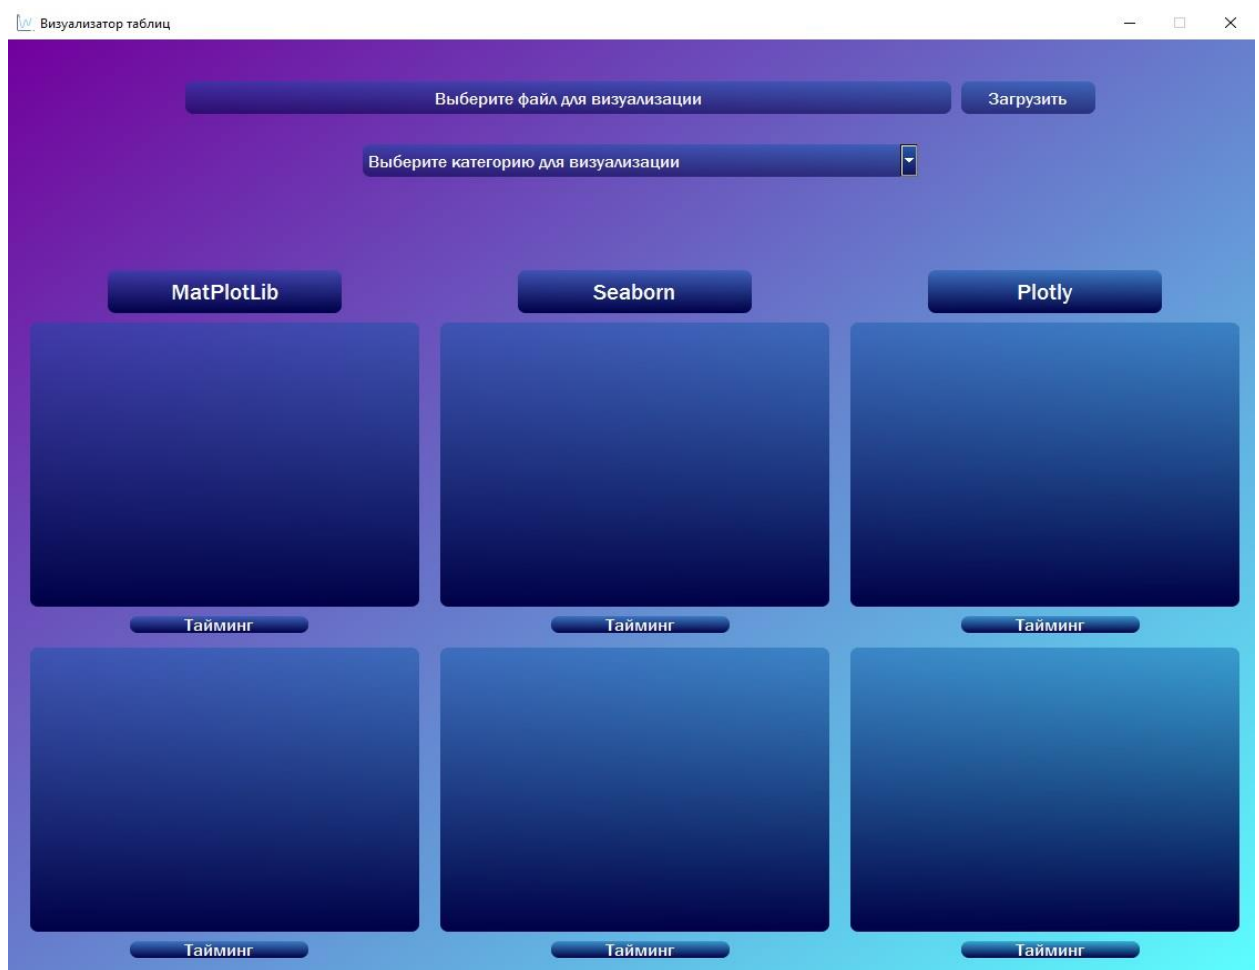 Визуализатор таблиц
Выберите файл для визуализации
Загрузить
Выберите категорию для визуализации
MatPlotLib
Seaborn
Plotly
Тайминг
Тайминг
Тайминг
Тайминг
Тайминг
Тайминг